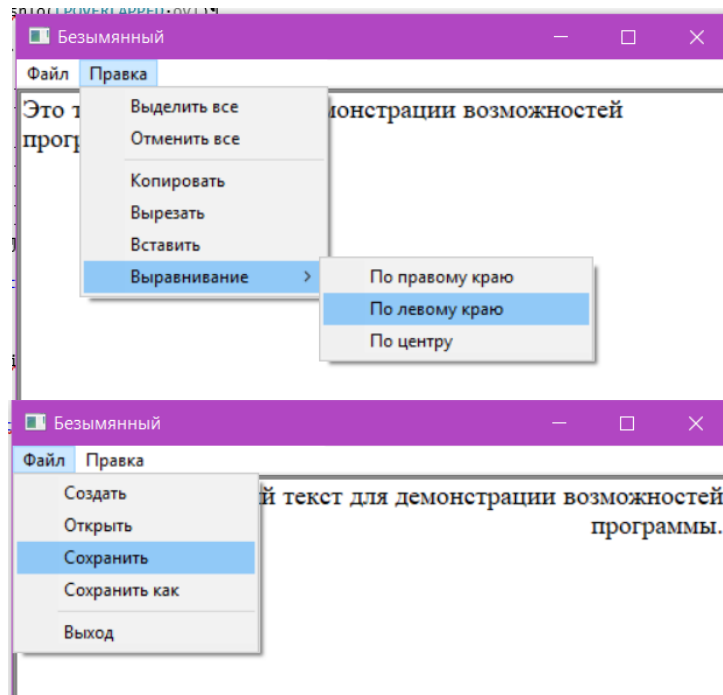 Безымянный
Файл Правка
Это
монстрации возможностей
Выделить все
Отменить все
Копировать
Вырезать
Вставить
Выравнивание
По правому краю
По левому краю
По центру
Безымянный
Файл Правка
текст для демонстрации возможностей
программы.
Создать
Открыть
Сохранить
Сохранить как
Выход